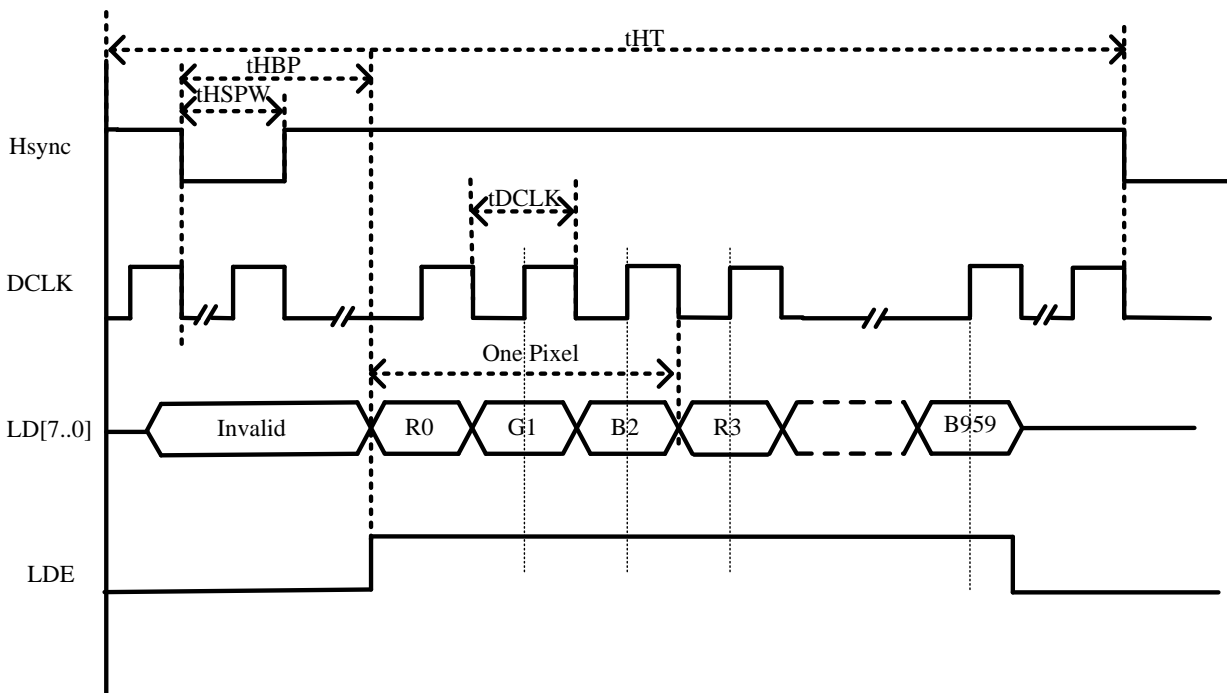 tHT
tHBP
tHSPW
Hsync
tDCLK
DCLK
One Pixel
LD[7..0]
Invalid
R0
G1
B2
R3
B959
LDE